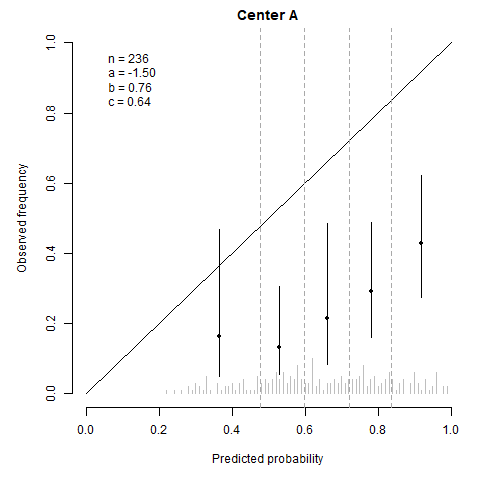 Center A
n = 236
a = -1.50
b = 0.76
c = 0.64
Observed frequency
1.0
0.8
0.6
0.4
0.2
0.0
0.0 0.2 0.4 0.6 0.8 1.0
Predicted probability